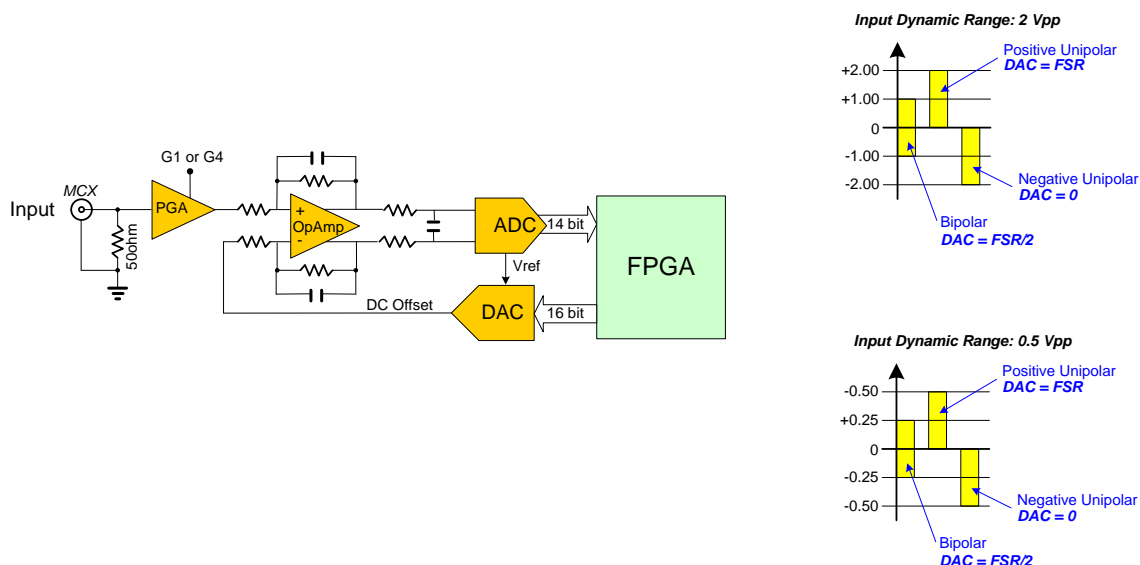 Input Dynamic Range: 2 Vpp
Positive Unipolar
DAC = FSR
+2.00
+1.00
0
-1.00
-2.00
Negative Unipolar
DAC = 0
Bipolar
DAC = FSR/2
G1 or G4
MCX
Input
PGA
50ohm
+
OpAmp
-
ADC
14 bit
Vref
FPGA
DC Offset
DAC
16 bit
Input Dynamic Range: 0.5 Vpp
Positive Unipolar
DAC = FSR
-0.50
+0.25
0
-0.25
-0.50
Negative Unipolar
DAC = 0
Bipolar
DAC = FSR/2